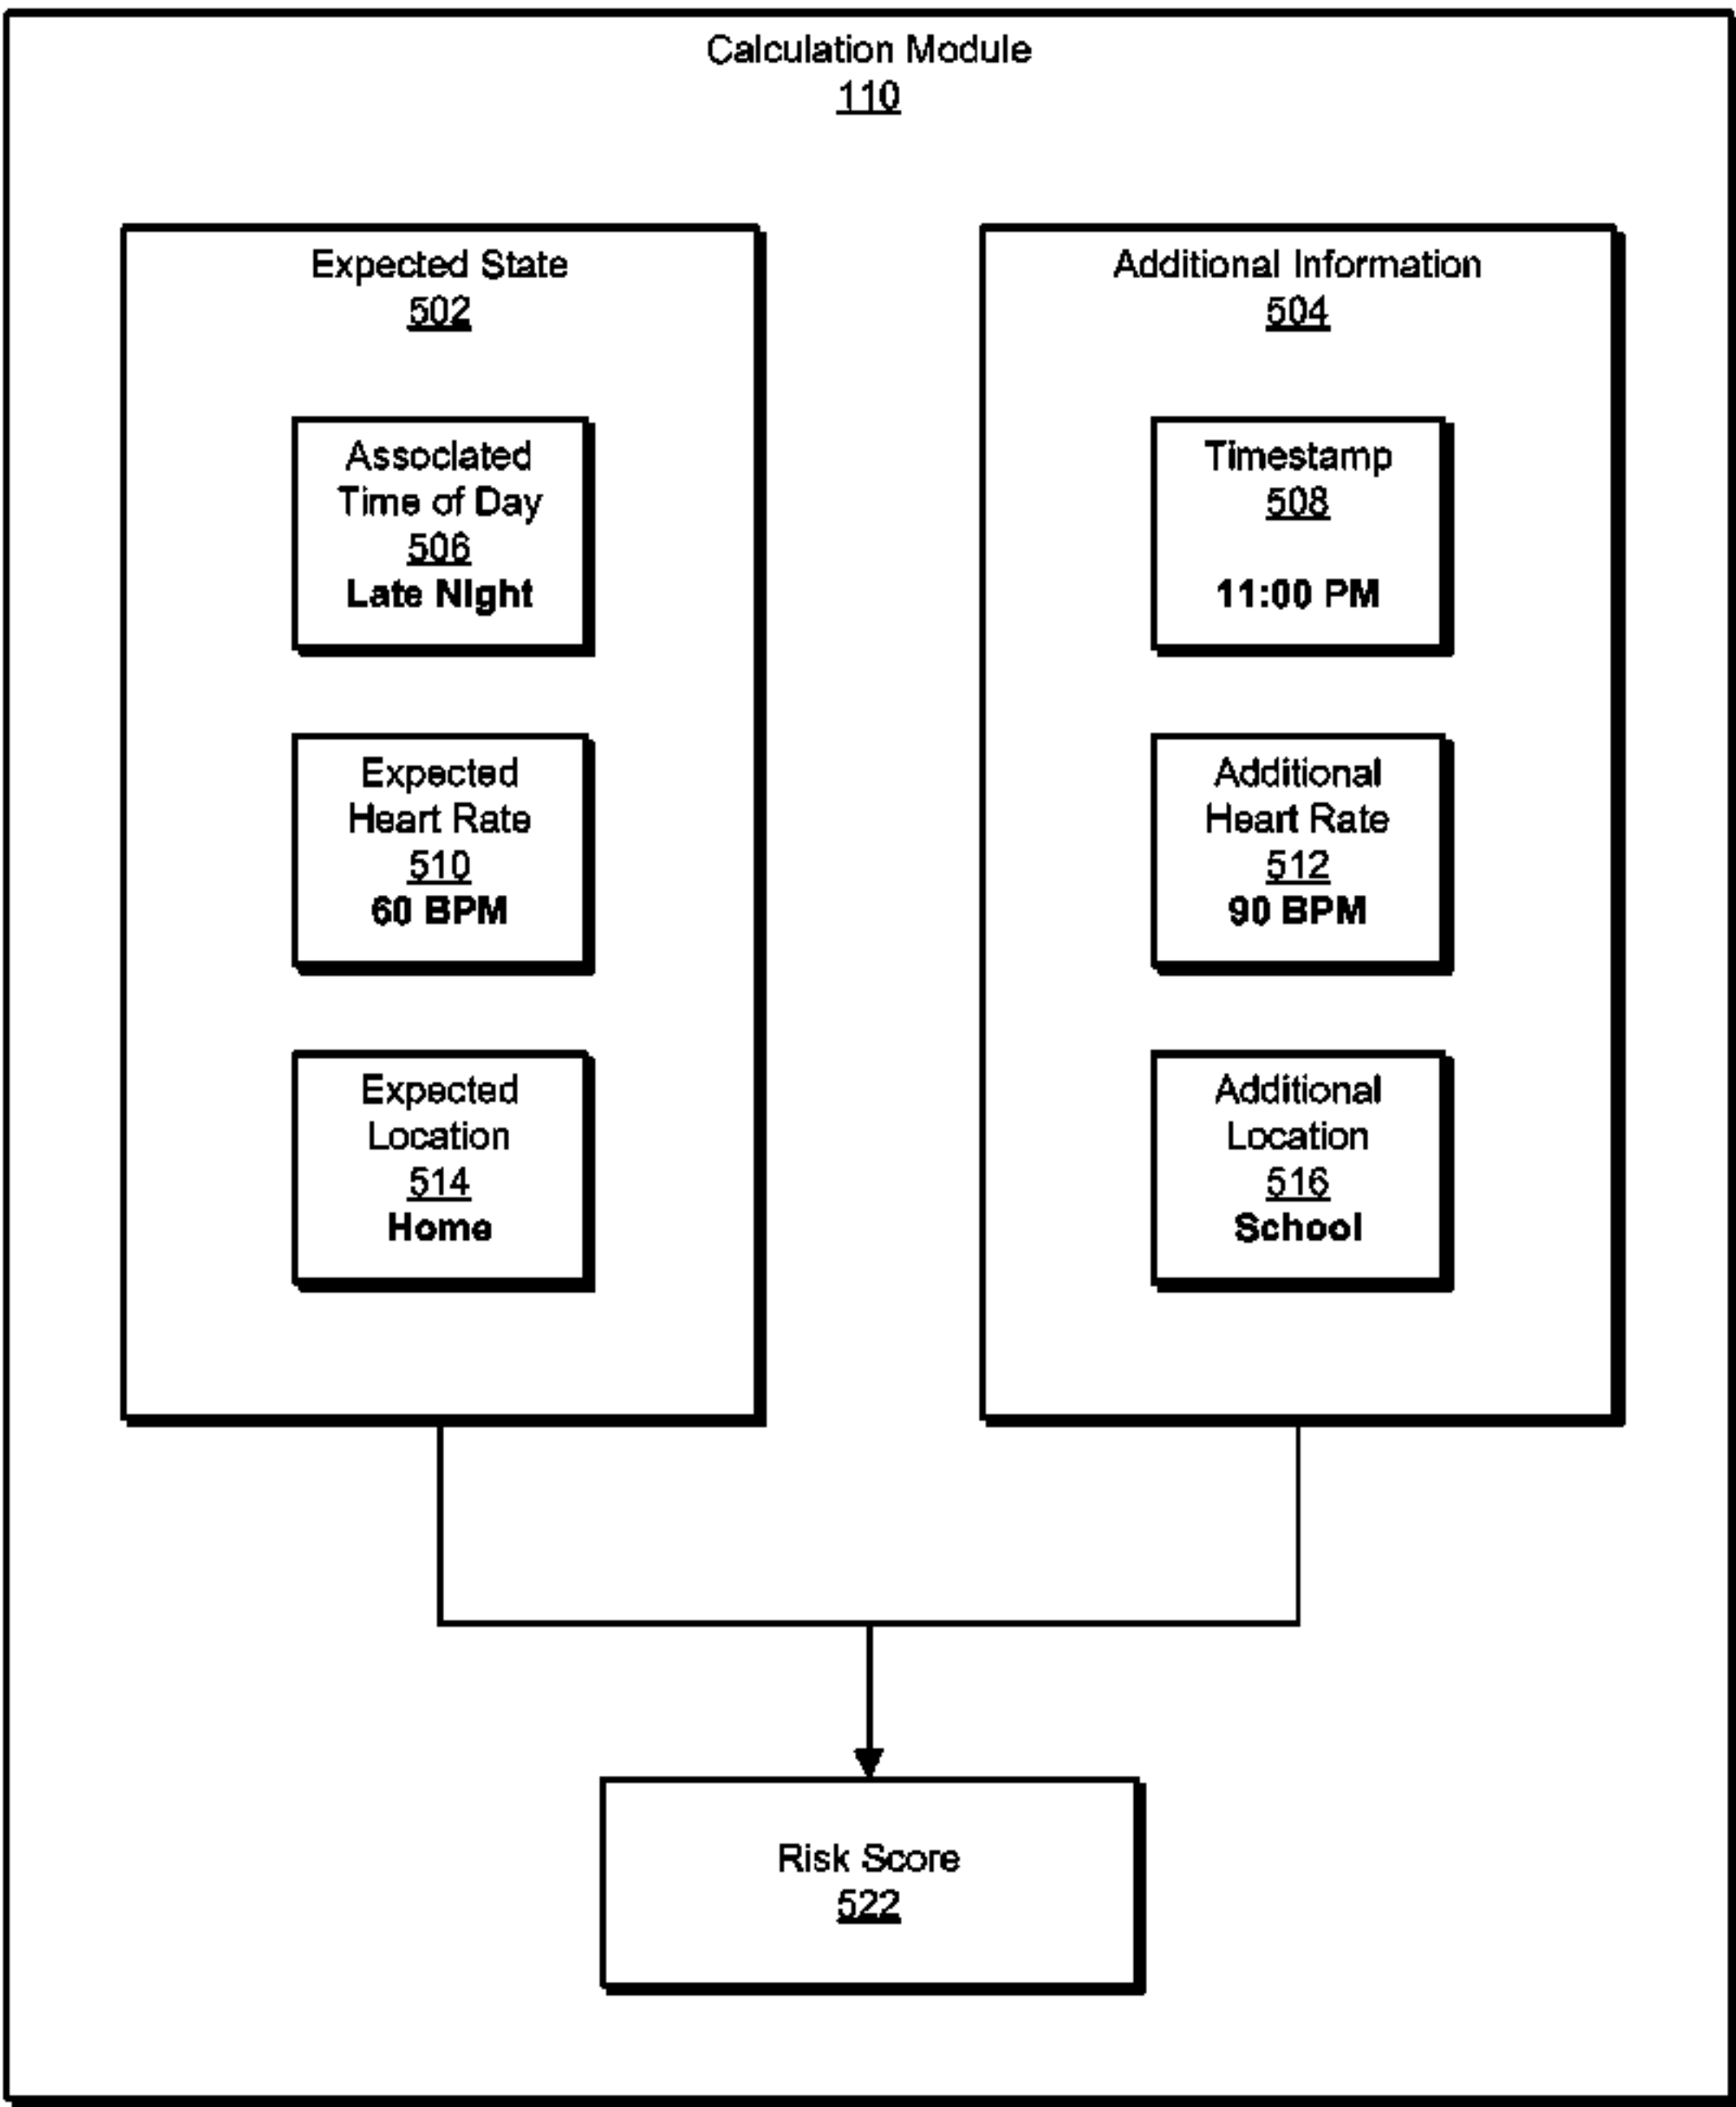 Calculation Module
110
Expected State
502
Associated
Time of Day
506
Late Night
Expected
Heart Rate
510
60 BPM
Expected
Location
514
Home
Additional Information
504
Timestamp
508
11:00 PM
Additional
Heart Rate
512
90 BPM
Additional
Location
516
School
Risk Score
522